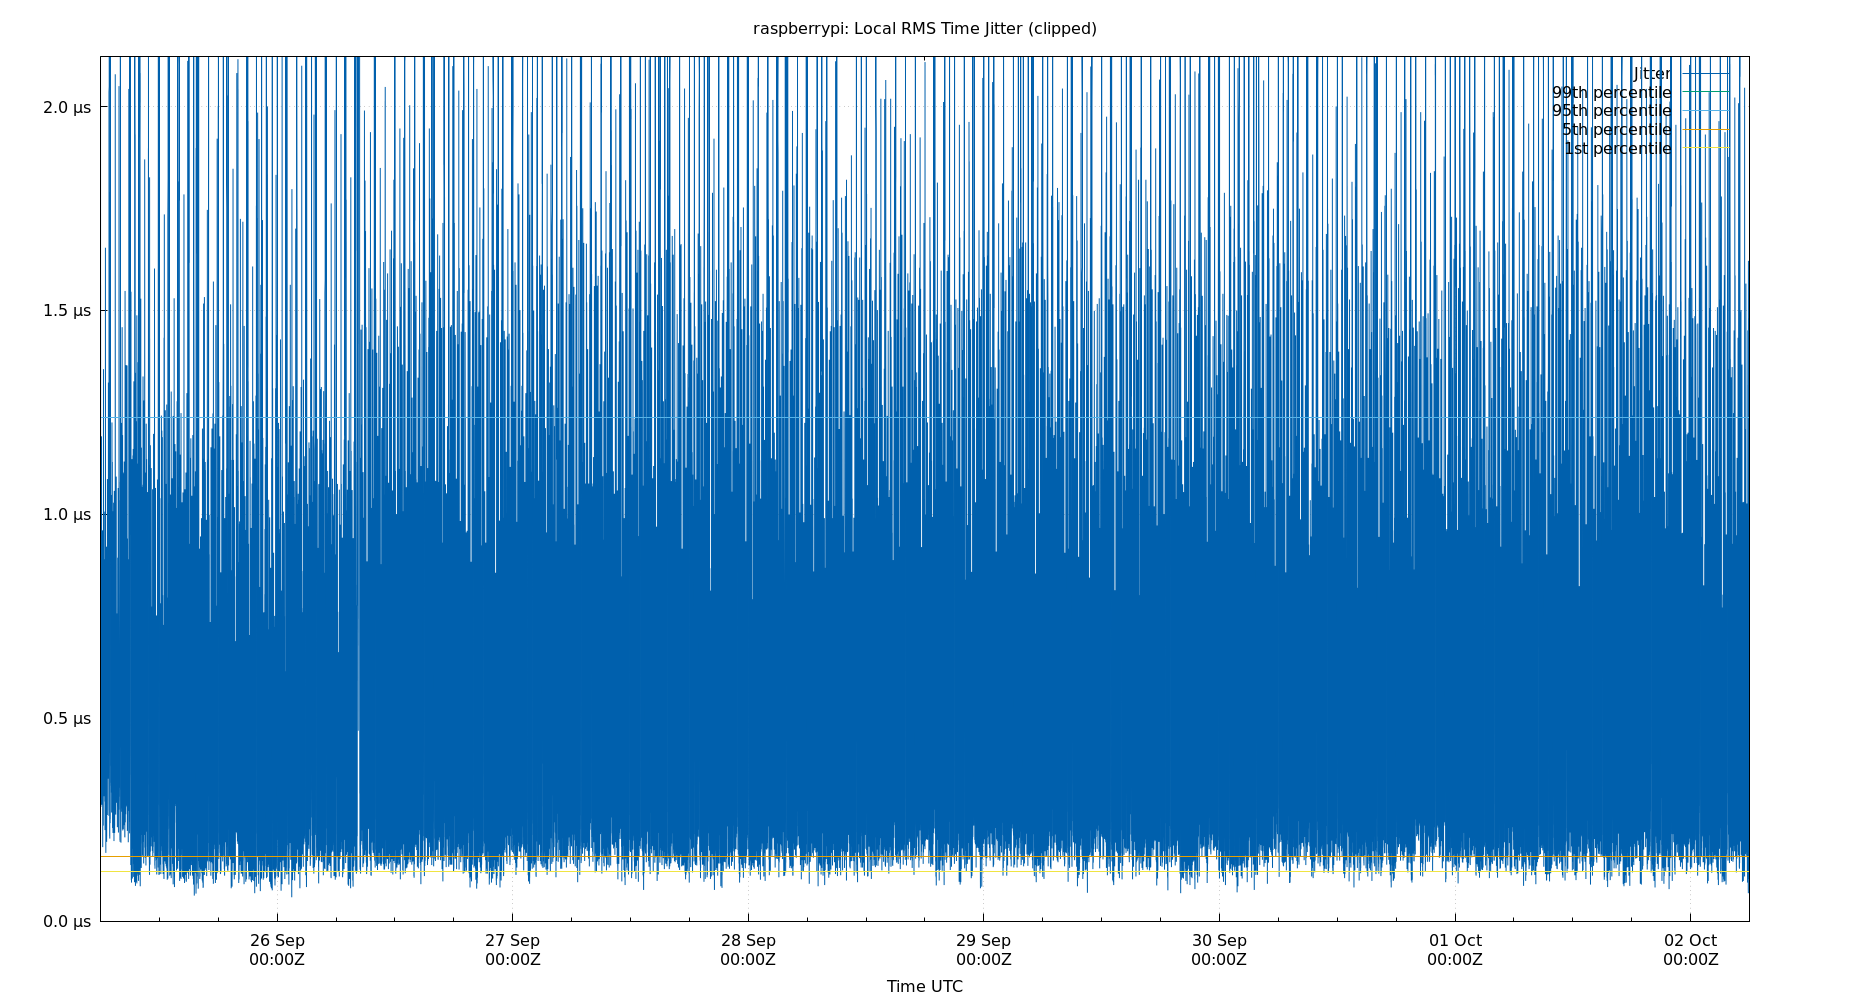 raspberrypi: Local RMS Time Jitter (clipped)
Jitter
99th percentile
95th percentile
5th percentile
1st percentile
2.0 µs
1.5 µs
1.0 µs
0.5 µs
0.0 µs
26 Sep 27 Sep 28 Sep 29 Sep 30 Sep 01 Oct 02 Oct
00:00Z 00:00Z 00:00Z 00:00Z 00:00Z 00:00Z 00:00Z
Time UTC